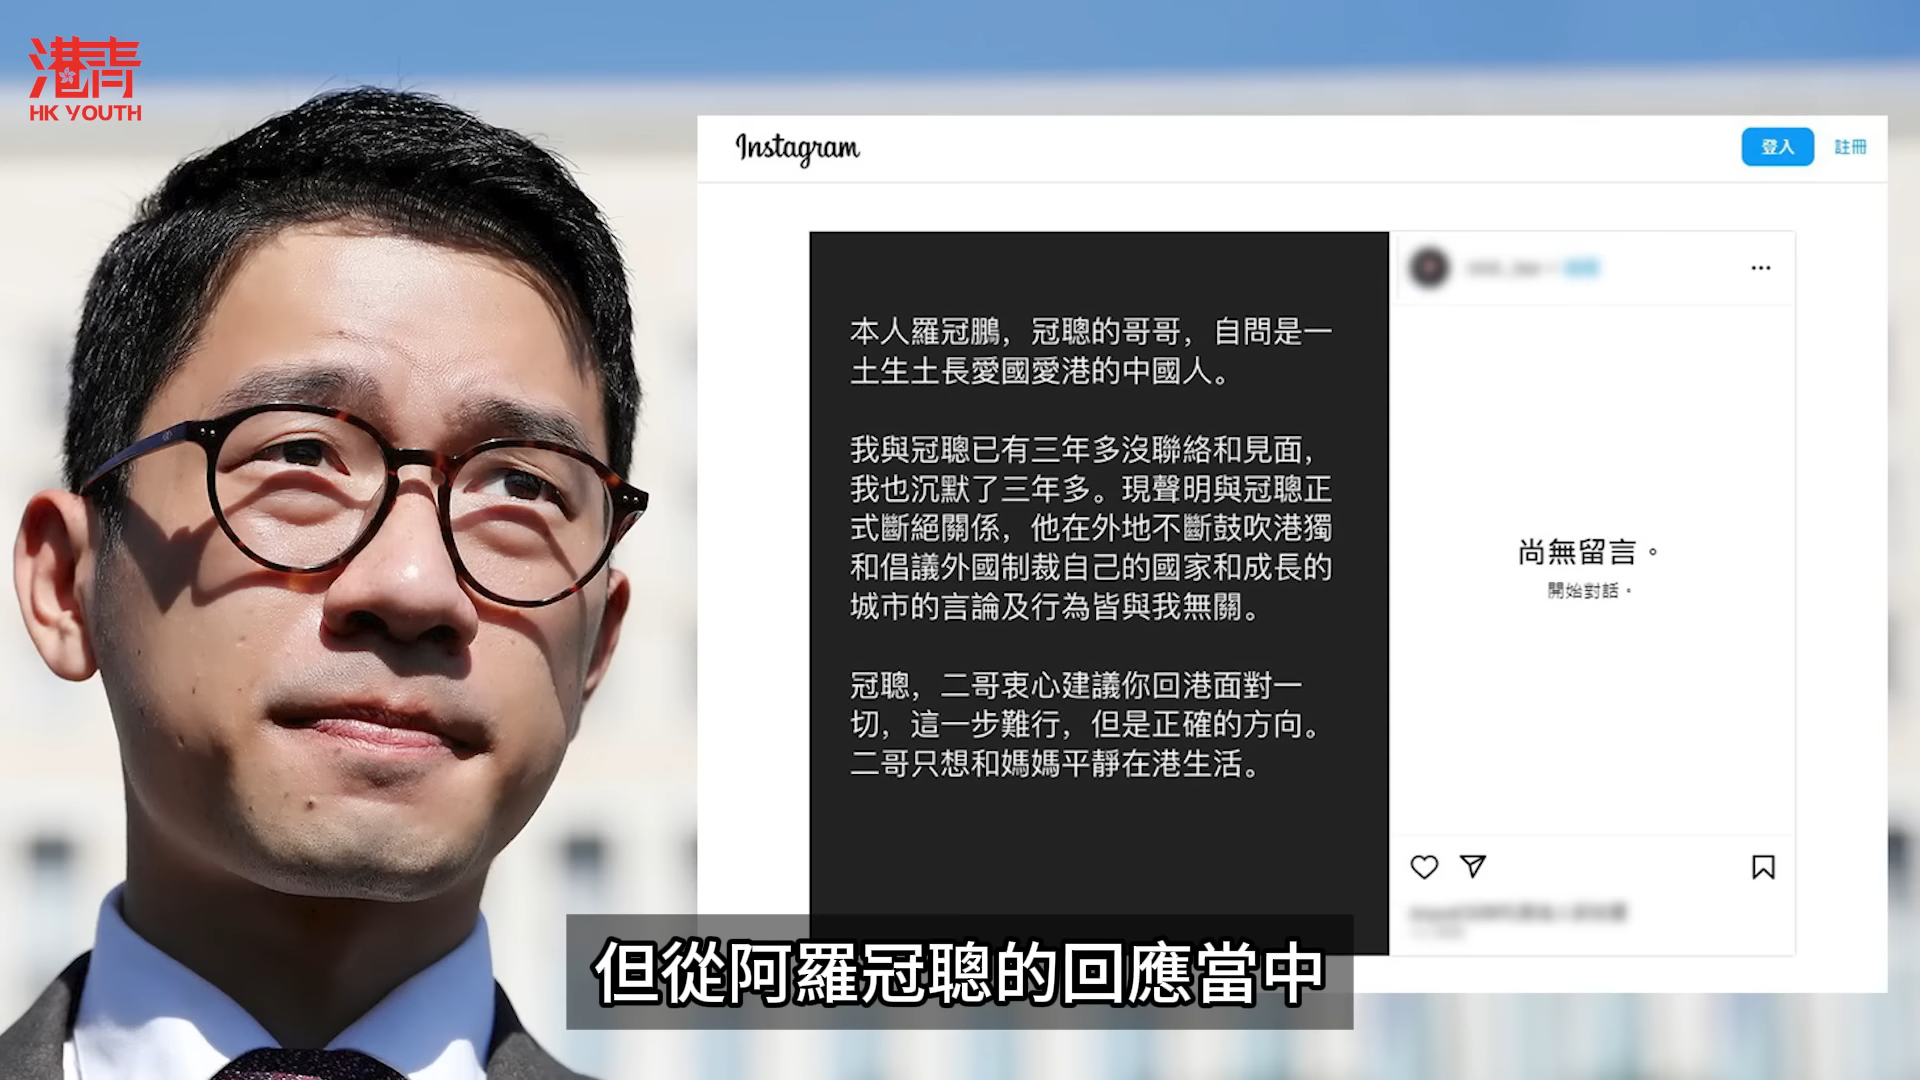 港青
HK YOUTH
Instagram
登入
註冊
本人羅冠鵬，冠聰的哥哥，自問是一
土生土長愛國愛港的中國人。
我與冠聰已有三年多沒聯絡和見面，
我也沉默了三年多。現聲明與冠聰正
式斷絕關係，他在外地不斷鼓吹港獨
和倡議外國制裁自己的國家和成長的
城市的言論及行為皆與我無關。
冠聰，二哥衷心建議你回港面對一
切，這一步難行，但是正確的方向。
二哥只想和媽媽平靜在港生活。
尚無留言。
開始對話。
但從阿羅冠聰的回應當中